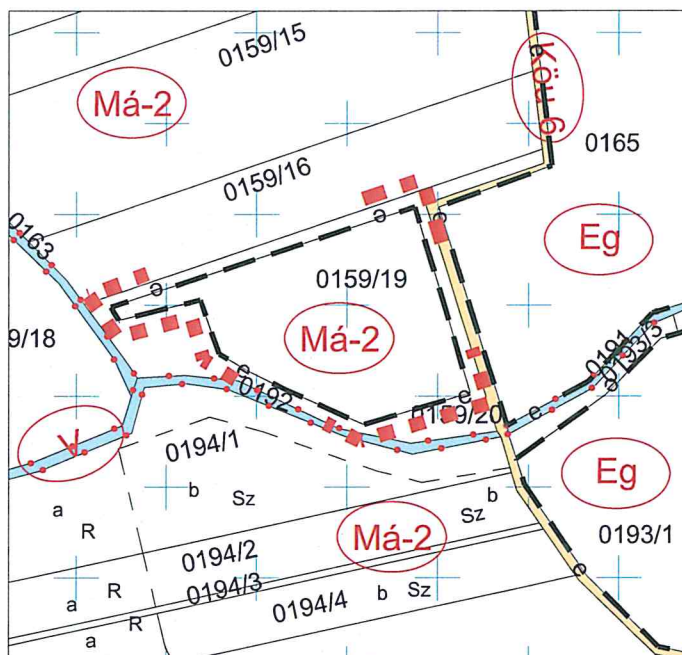 0159/15
Má-2
e
Köu 6
0165
0159/16
e
e
0163
Eg
0159/19
e
9/18
Má-2
0191
0193/3
e
0192
e
0159/20
e
V
0194/1
b
Sz
b
Eg
a
R
Sz
Má-2
0193/1
0194/2
e
0194/3
R
b
Sz
a
0194/4
R
a